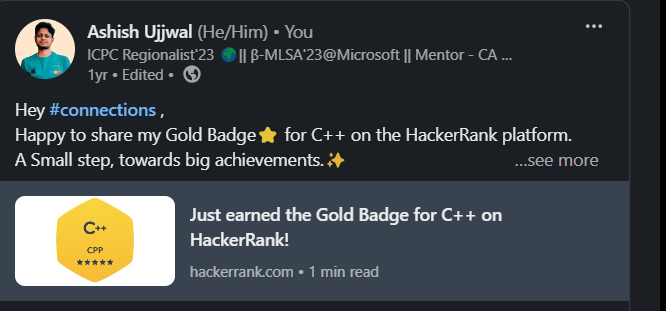 Ashish Ujjwal (He/Him) • You
ICPC Regionalist'23 🌍 || β-MLSA'23@Microsoft || Mentor - CA ...
1yr • Edited •
Hey #connections ,
Happy to share my Gold Badge⭐ for C++ on the HackerRank platform.
A Small step, towards big achievements.✨ ...see more
C++
CPP
★★★★★
Just earned the Gold Badge for C++ on
HackerRank!
hackerrank.com • 1 min read